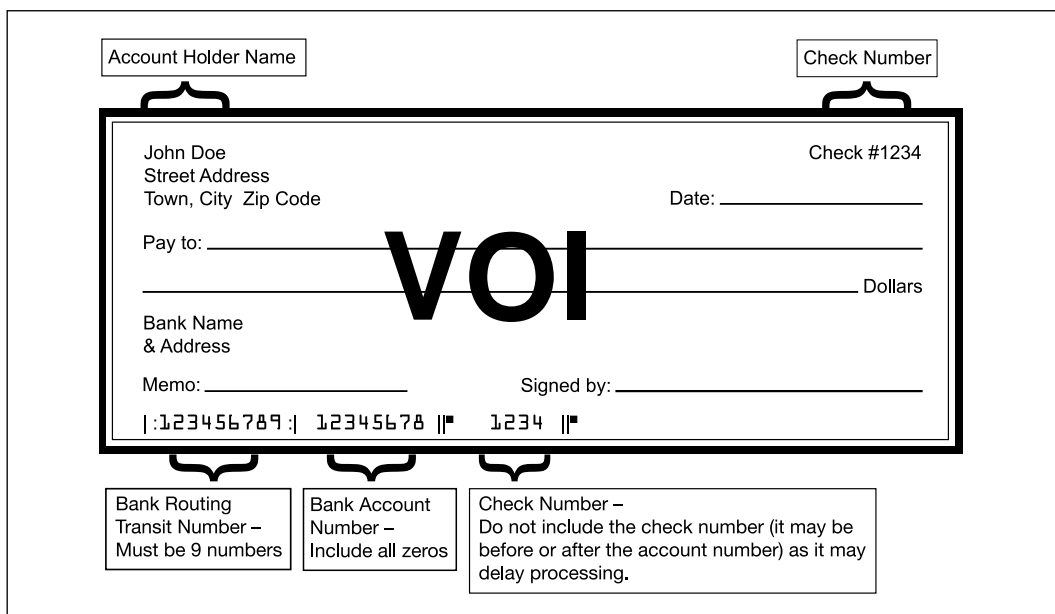 Account Holder Name
Check Number
John Doe
Check #1234
Street Address
Town, City  Zip Code
Date:
Pay to:
VOI
Dollars
Bank Name
& Address
Memo:
Signed by:
|:123456789:| 12345678 ||■ 1234 ||■
Bank Routing
Transit Number –
Must be 9 numbers
Bank Account
Number –
Include all zeros
Check Number –
Do not include the check number (it may be
before or after the account number) as it may
delay processing.